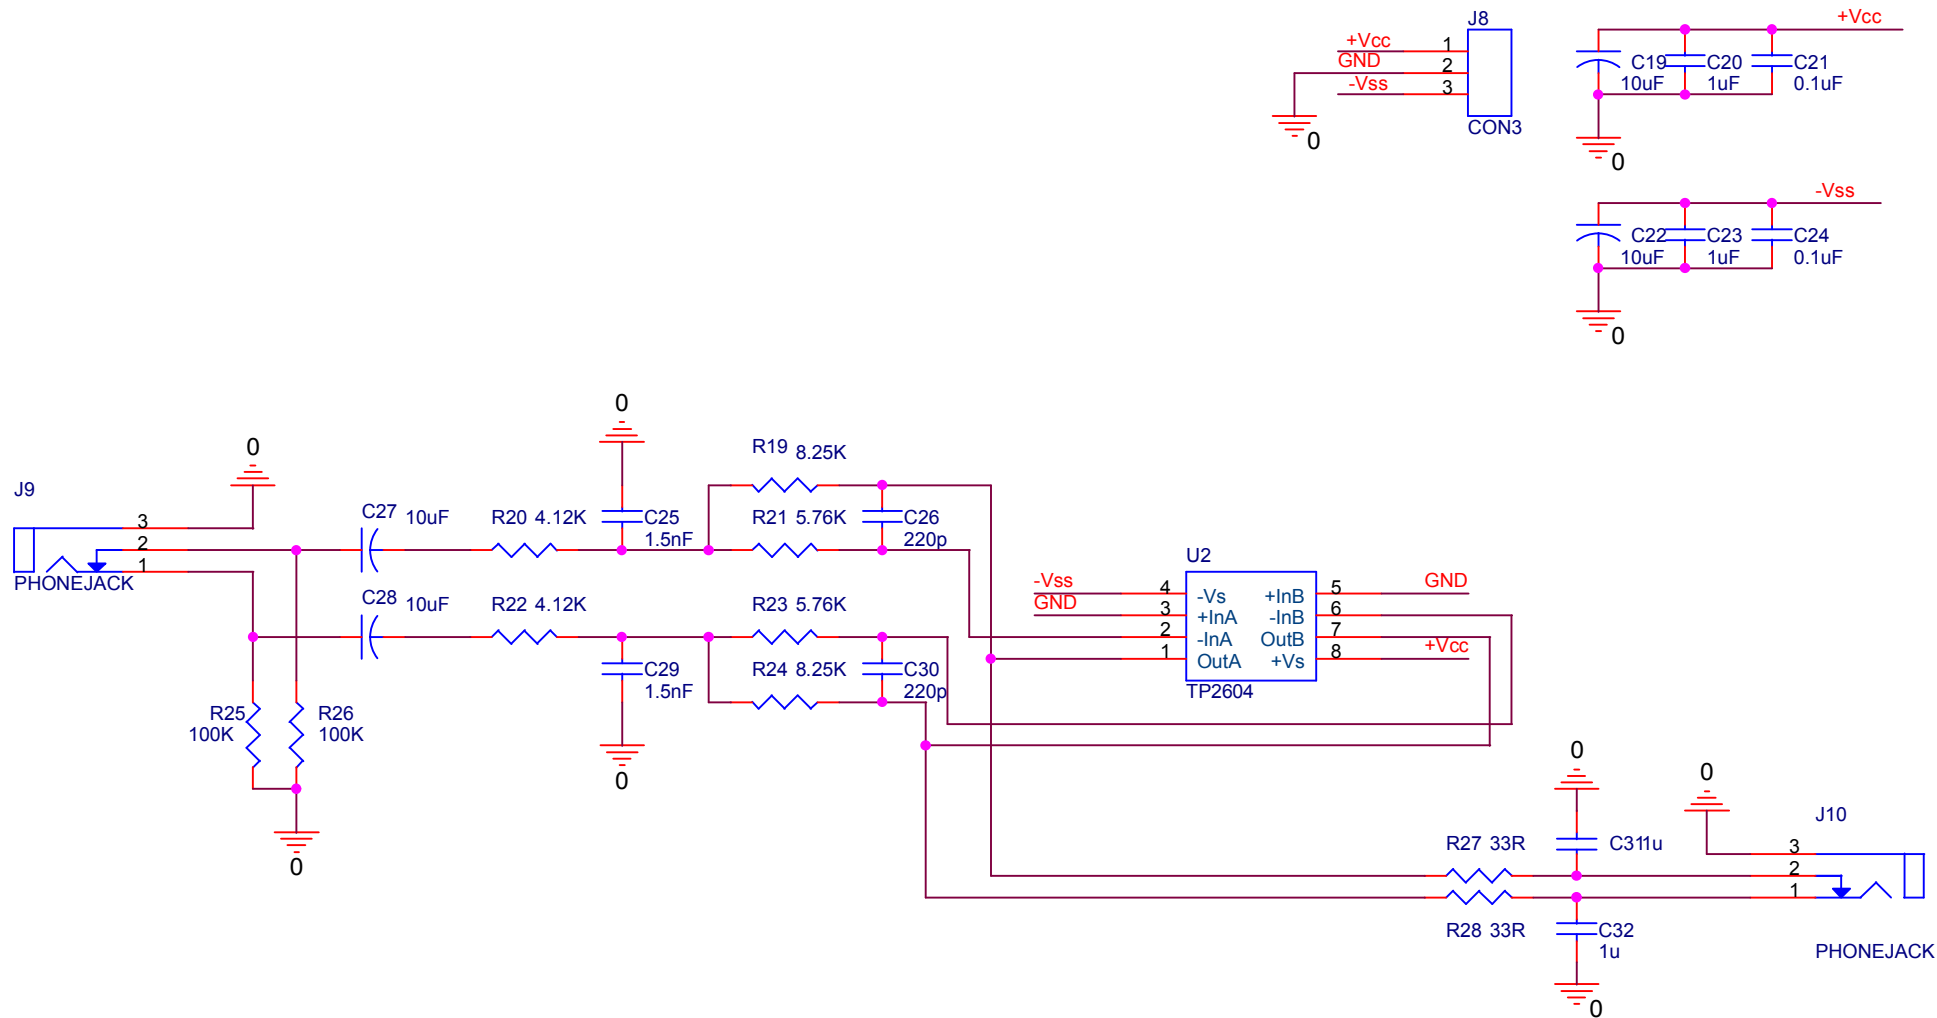 J8
+Vcc
1
GND
2
-Vss
3
CON3
0
+Vcc
C19
10uF
C20
1uF
C21
0.1uF
0
-Vss
C22
10uF
C23
1uF
C24
0.1uF
0
0
0
R19 8.25K
J9
3
2
1
PHONEJACK
C27 10uF
R20 4.12K
C25
1.5nF
R21 5.76K
C26
220p
C28 10uF
R22 4.12K
R23 5.76K
C29
1.5nF
R24 8.25K
C30
220p
R25
100K
R26
100K
0
0
U2
-Vss
4
-Vs
+InB
5
GND
GND
3
+InA
-InB
6
2
-InA
OutB
7
1
OutA
+Vs
8
+Vcc
TP2604
0
0
J10
R27 33R
C311u
3
2
1
R28 33R
C32
1u
PHONEJACK
0